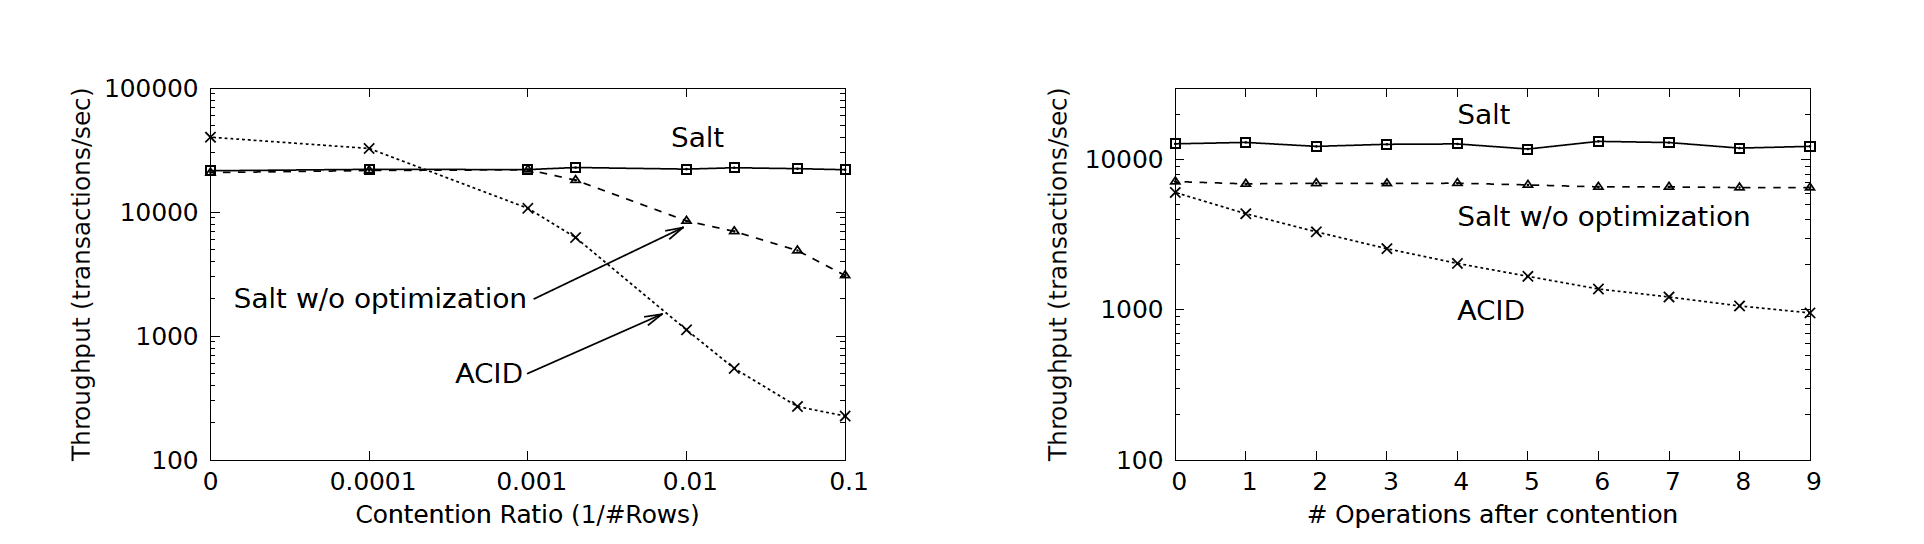 Throughput (transactions/sec)
100000
10000
1000
100
Salt
Salt w/o optimization
ACID
0 0.0001 0.001 0.01 0.1
Contention Ratio (1/#Rows)
Throughput (transactions/sec)
10000
1000
100
Salt
Salt w/o optimization
ACID
0 1 2 3 4 5 6 7 8 9
# Operations after contention